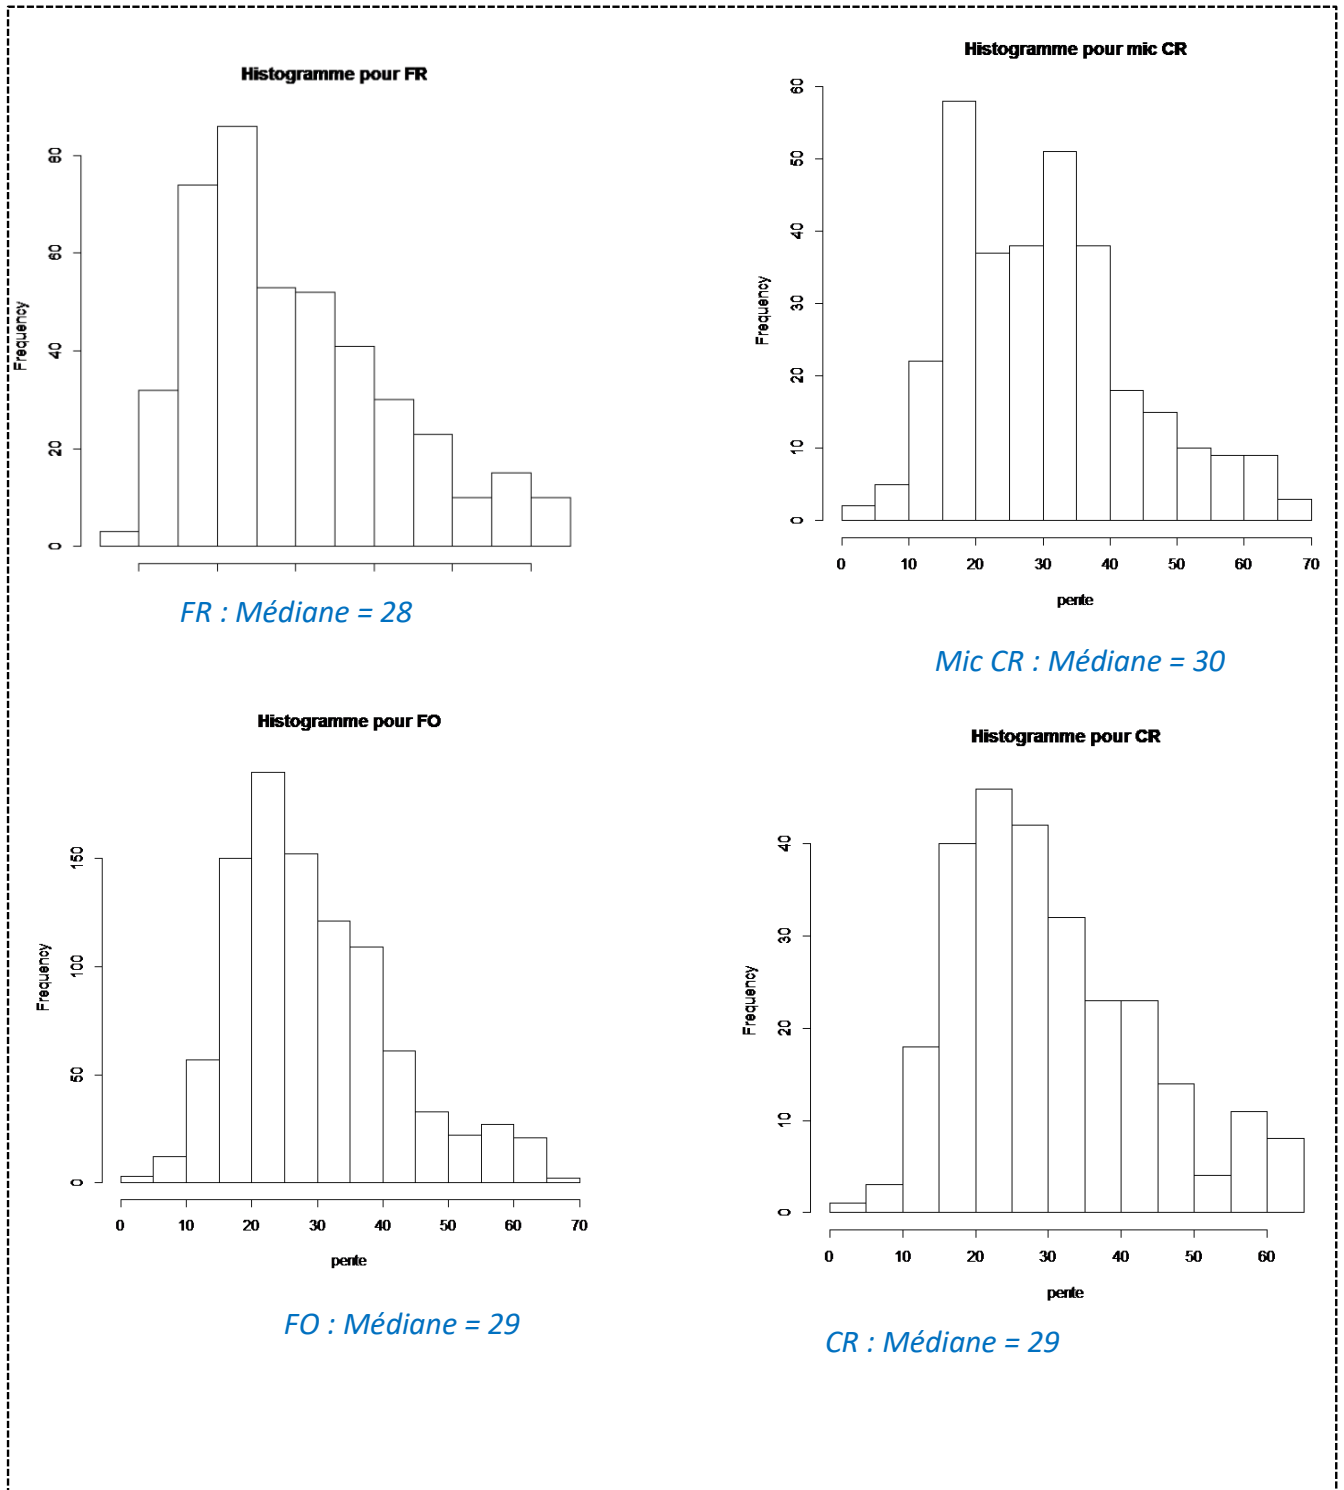 Histogramme pour FR
Frequency
0 20 40 60 80
FR : Médiane = 28
Histogramme pour mic CR
Frequency
0 10 20 30 40 50 60
0 10 20 30 40 50 60 70
pente
Mic CR : Médiane = 30
Histogramme pour FO
Frequency
0 50 100 150
0 10 20 30 40 50 60 70
pente
FO : Médiane = 29
Histogramme pour CR
Frequency
0 10 20 30 40
0 10 20 30 40 50 60
pente
CR : Médiane = 29